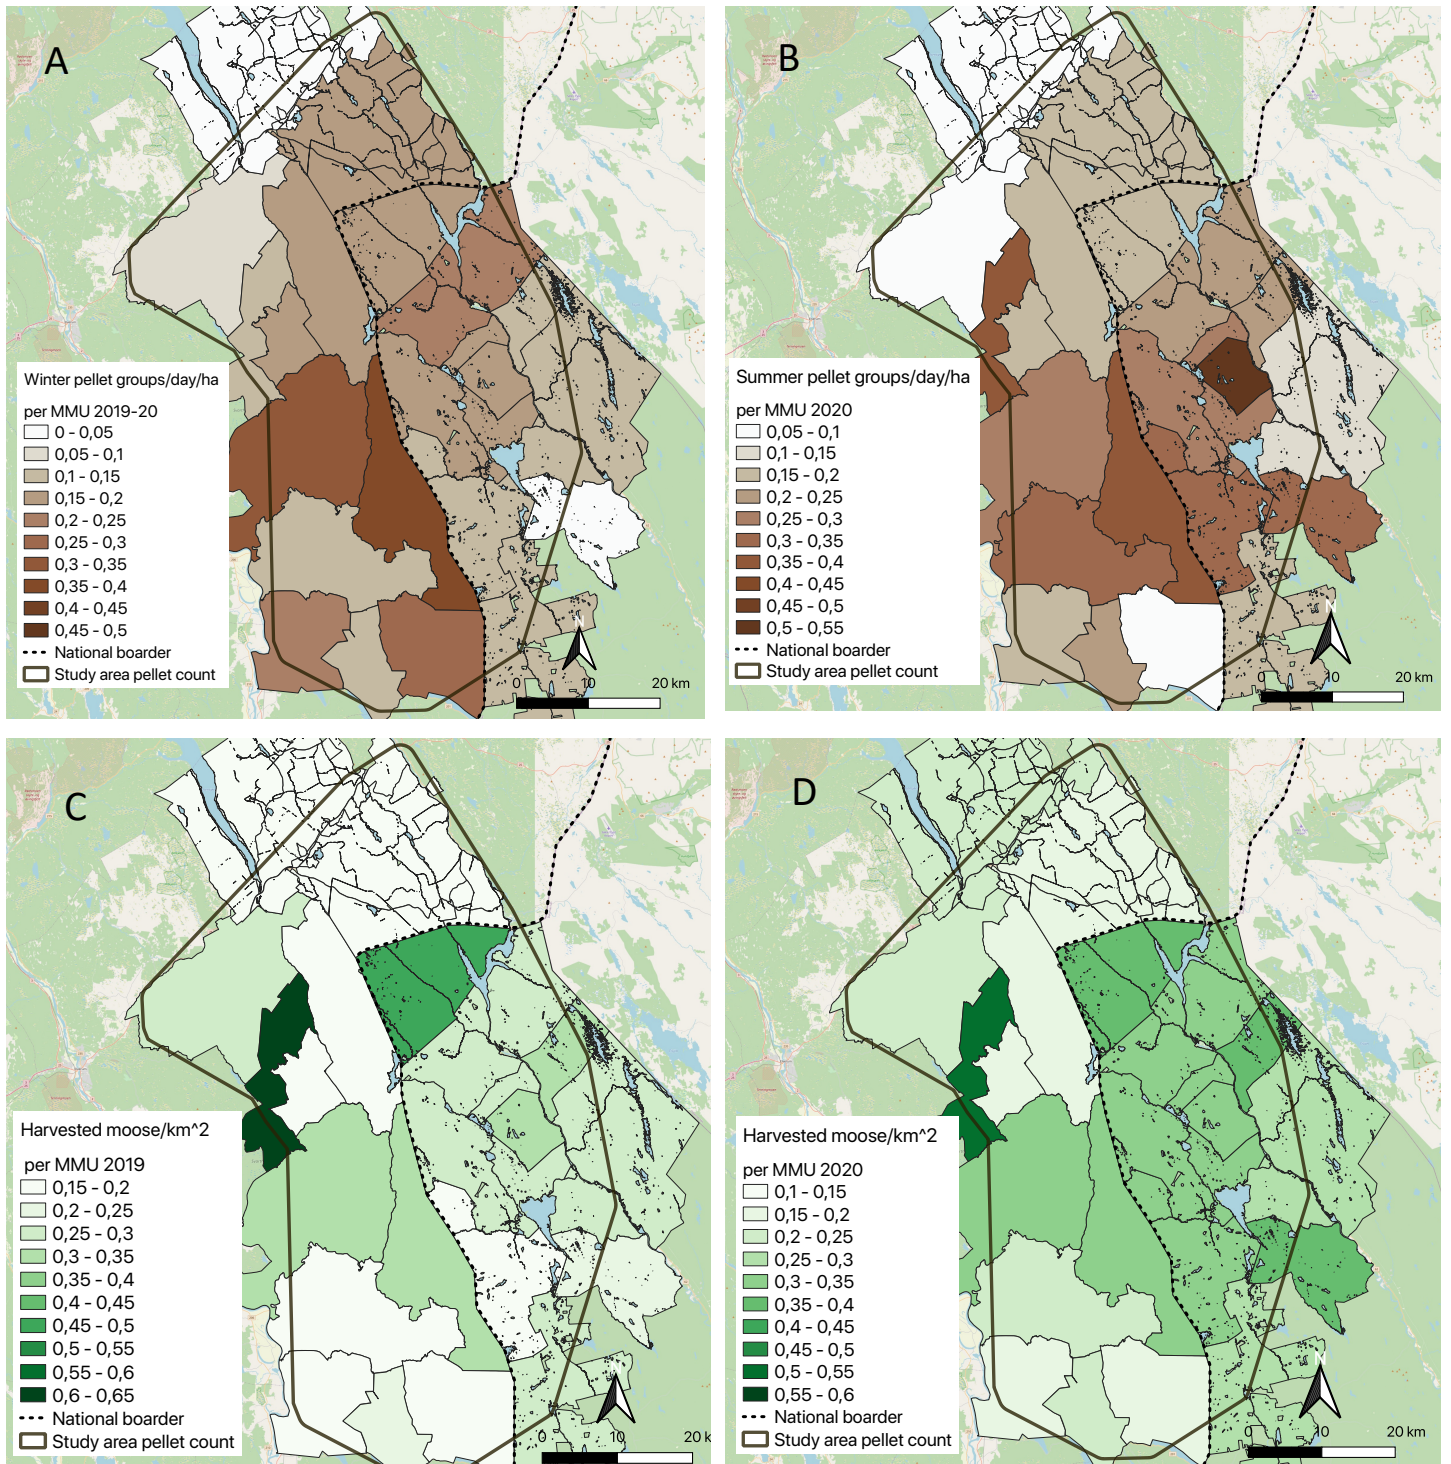 A
Winter pellet groups/day/ha
per MMU 2019-20
0 - 0,05
0,05 - 0,1
0,1 - 0,15
0,15 - 0,2
0,2 - 0,25
0,25 - 0,3
0,3 - 0,35
0,35 - 0,4
0,4 - 0,45
0,45 - 0,5
National boarder
Study area pellet count
N
0 10 20 km
B
Summer pellet groups/day/ha
per MMU 2020
0,05 - 0,1
0,1 - 0,15
0,15 - 0,2
0,2 - 0,25
0,25 - 0,3
0,3 - 0,35
0,35 - 0,4
0,4 - 0,45
0,45 - 0,5
0,5 - 0,55
National boarder
Study area pellet count
N
10 20 km
C
Harvested moose/km^2
per MMU 2019
0,15 - 0,2
0,2 - 0,25
0,25 - 0,3
0,3 - 0,35
0,35 - 0,4
0,4 - 0,45
0,45 - 0,5
0,5 - 0,55
0,55 - 0,6
0,6 - 0,65
National boarder
Study area pellet count
N
0 10 20 k
D
Harvested moose/km^2
per MMU 2020
0,1 - 0,15
0,15 - 0,2
0,2 - 0,25
0,25 - 0,3
0,3 - 0,35
0,35 - 0,4
0,4 - 0,45
0,45 - 0,5
0,5 - 0,55
0,55 - 0,6
National boarder
Study area pellet count
N
0 10 20 km